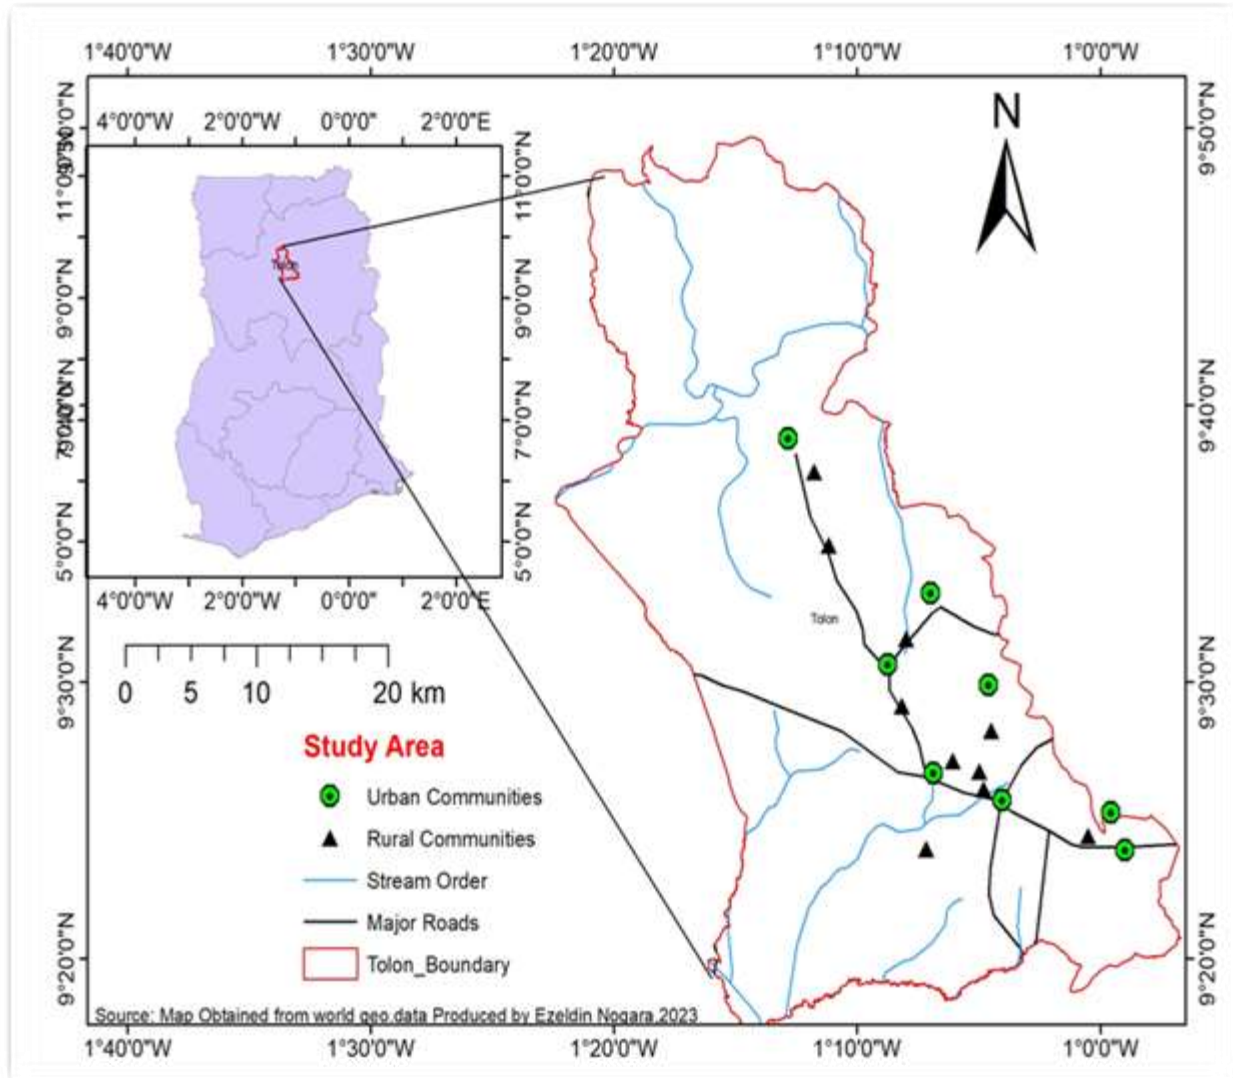 1°40'0"W 1°30'0"W 1°20'0"W 1°10'0"W 1°0'0"W
4°0'0"W 2°0'0"W 0°0'0" 2°0'0"E
11°0'0"N
9°0'0"N
7°0'0"N
5°0'0"N
11°0'0"N
9°0'0"N
7°0'0"N
5°0'0"N
Tolon
4°0'0"W 2°0'0"W 0°0'0" 2°0'0"E
N
9°50'0"N
9°40'0"N
9°30'0"N
9°20'0"N
9°30'0"N
9°20'0"N
Tolon
0 5 10 20 km
Study Area
Urban Communities
Rural Communities
Stream Order
Major Roads
Tolon_Boundary
Source: Map Obtained from world geo.data Produced by Ezeldin Nogara,2023
1°40'0"W 1°30'0"W 1°20'0"W 1°10'0"W 1°0'0"W